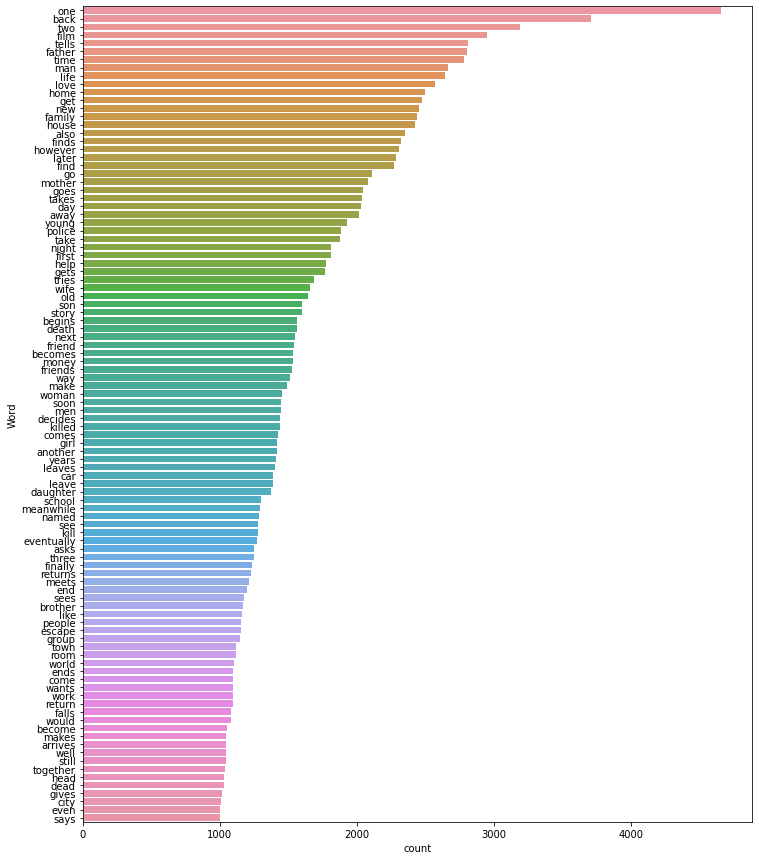 one
back
two
film
tells
father
time
man
life
love
home
get
new
family
house
also
finds
however
later
find
go
mother
goes
takes
day
away
young
police
take
night
first
help
gets
tries
wife
old
son
story
begins
death
next
friend
becomes
money
friends
way
make
woman
soon
men
decides
killed
comes
girl
another
years
leaves
car
leave
daughter
school
meanwhile
named
see
kill
eventually
asks
three
finally
returns
meets
end
sees
brother
like
people
escape
group
town
room
world
ends
come
wants
work
return
falls
would
become
makes
arrives
well
still
together
head
dead
gives
city
even
says
Word
0 1000 2000 3000 4000
count